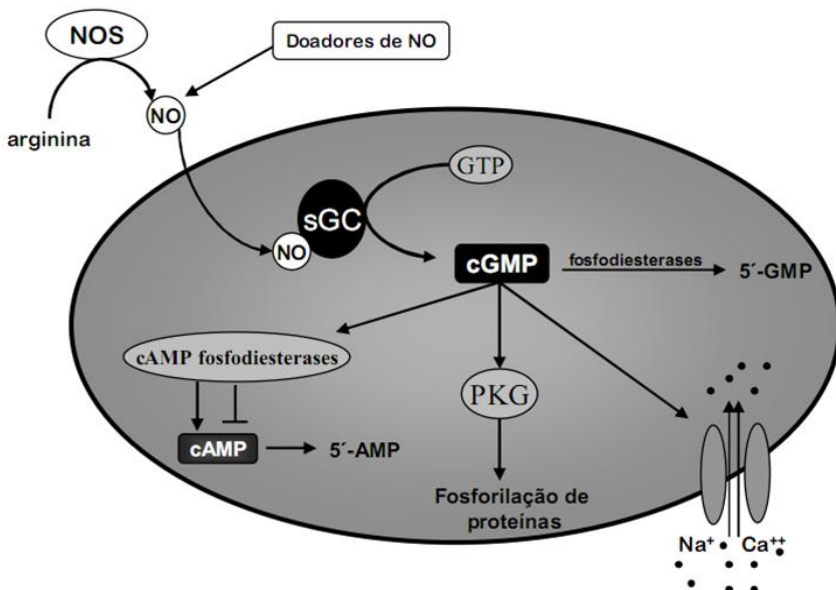 NOS
Doadores de NO
NO
arginina
GTP
sGC
NO
cGMP
fosfodiesterases
5´-GMP
cAMP fosfodiesterases
PKG
cAMP
5´-AMP
Fosforilação de
proteínas
Na⁺
Ca⁺⁺